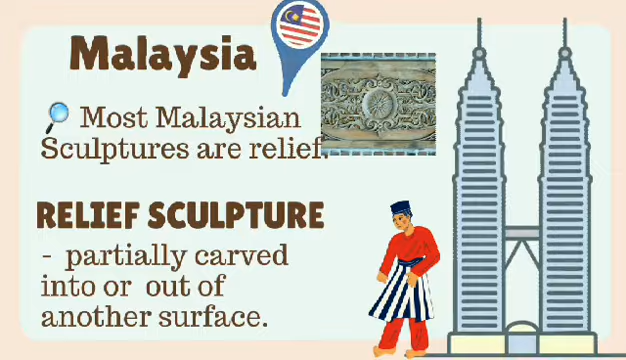 Malaysia
Most Malaysian
Sculptures are relief.
RELIEF SCULPTURE
- partially carved
into or out of
another surface.